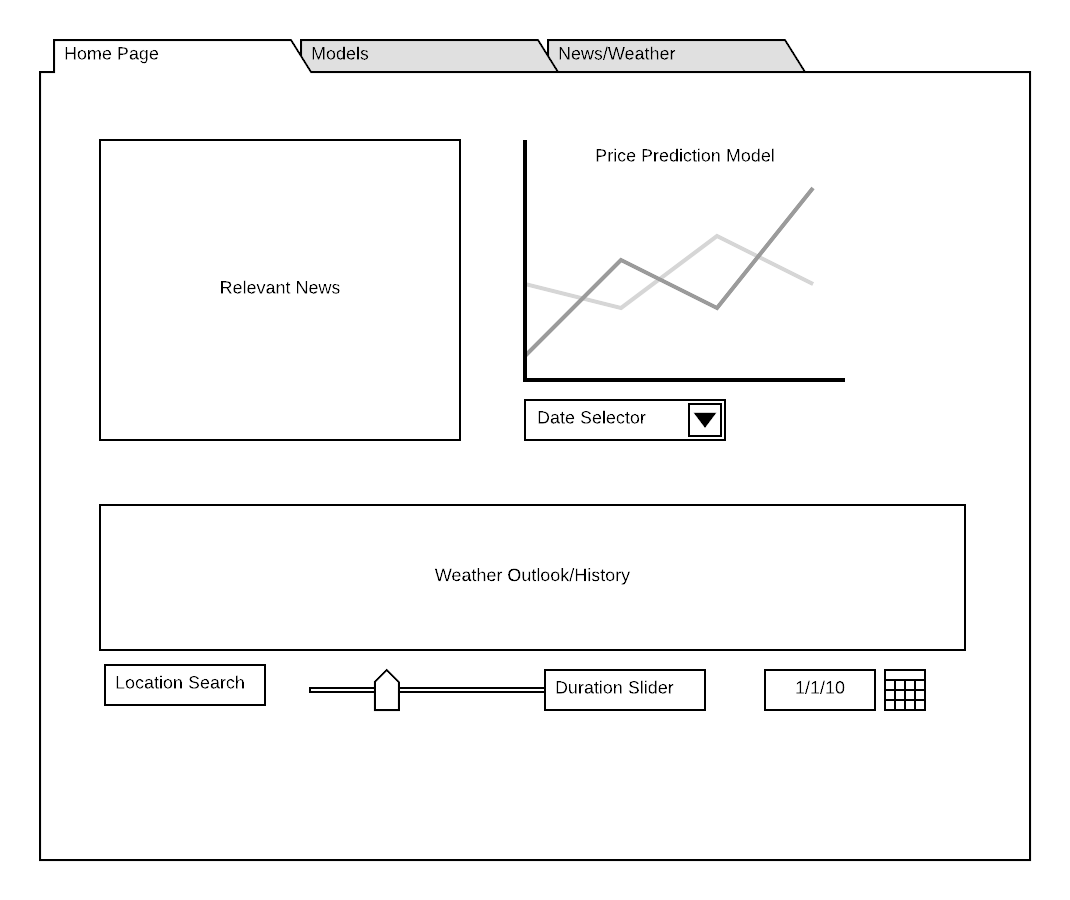 Home Page
Models
News/Weather
Price Prediction Model
Relevant News
Date Selector
Weather Outlook/History
Location Search
Duration Slider
1/1/10